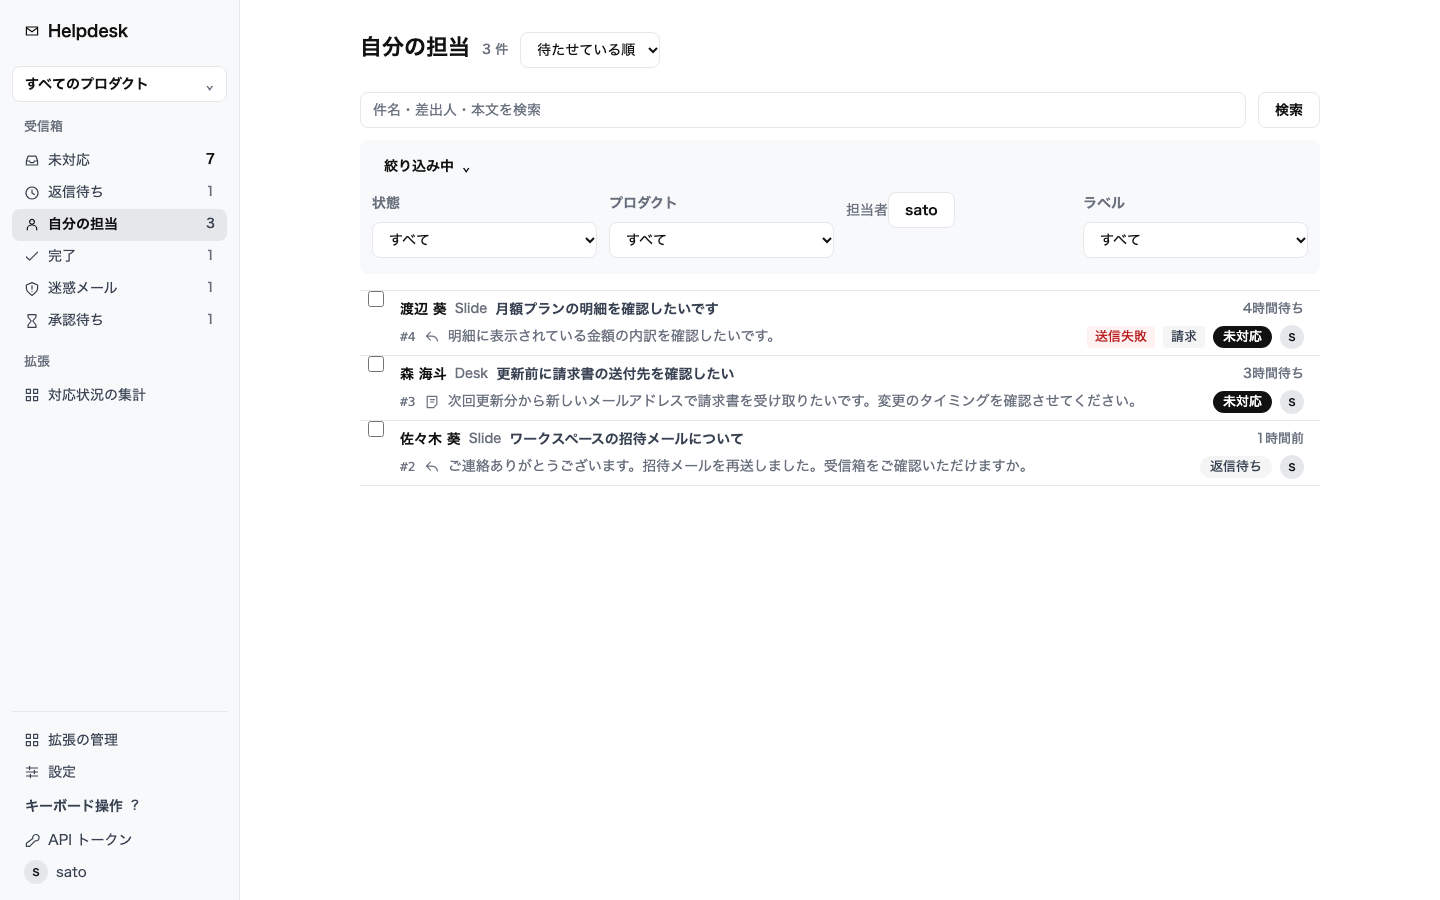 Helpdesk
すべてのプロダクト
受信箱
未対応 7
返信待ち 1
自分の担当 3
完了 1
迷惑メール 1
承認待ち 1
拡張
対応状況の集計
拡張の管理
設定
キーボード操作 ?
API トークン
S sato
自分の担当 3 件 待たせている順
件名・差出人・本文を検索 検索
絞り込み中
状態 プロダクト 担当者 sato ラベル
すべて すべて すべて
渡辺 葵 Slide 月額プランの明細を確認したいです 4時間待ち
#4 明細に表示されている金額の内訳を確認したいです。 送信失敗 請求 未対応 S
森 海斗 Desk 更新前に請求書の送付先を確認したい 3時間待ち
#3 次回更新分から新しいメールアドレスで請求書を受け取りたいです。変更のタイミングを確認させてください。 未対応 S
佐々木 葵 Slide ワークスペースの招待メールについて 1時間前
#2 ご連絡ありがとうございます。招待メールを再送しました。受信箱をご確認いただけますか。 返信待ち S